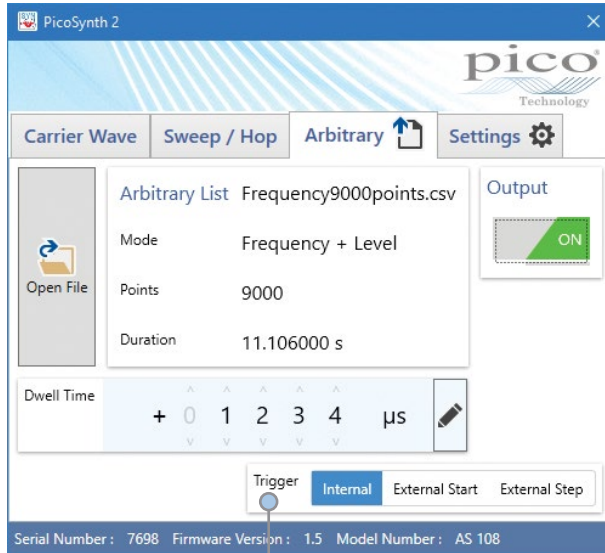 PicoSynth 2
pico
Technology
Carrier Wave Sweep / Hop Arbitrary Settings
Arbitrary List Frequency9000points.csv
Output
Mode Frequency + Level
ON
Open File
Points 9000
Duration 11.106000 s
Dwell Time
+ 0 1 2 3 4 µs
Trigger Internal External Start External Step
Serial Number : 7698 Firmware Version : 1.5 Model Number : AS 108